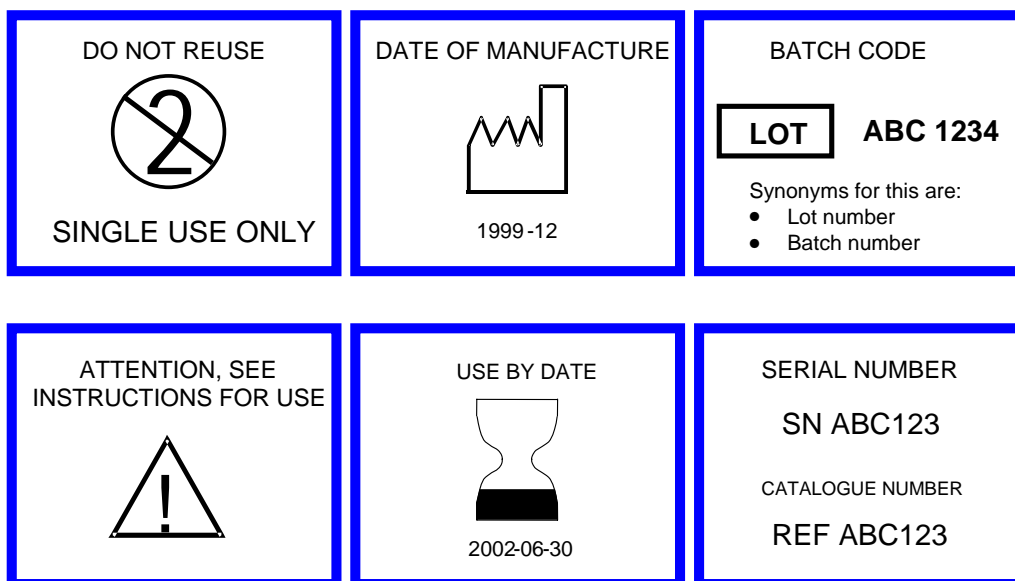 DO NOT REUSE
2
SINGLE USE ONLY
DATE OF MANUFACTURE
1999-12
BATCH CODE
LOT ABC 1234
Synonyms for this are:
● Lot number
● Batch number
ATTENTION, SEE
INSTRUCTIONS FOR USE
!
USE BY DATE
2002-06-30
SERIAL NUMBER
SN ABC123
CATALOGUE NUMBER
REF ABC123